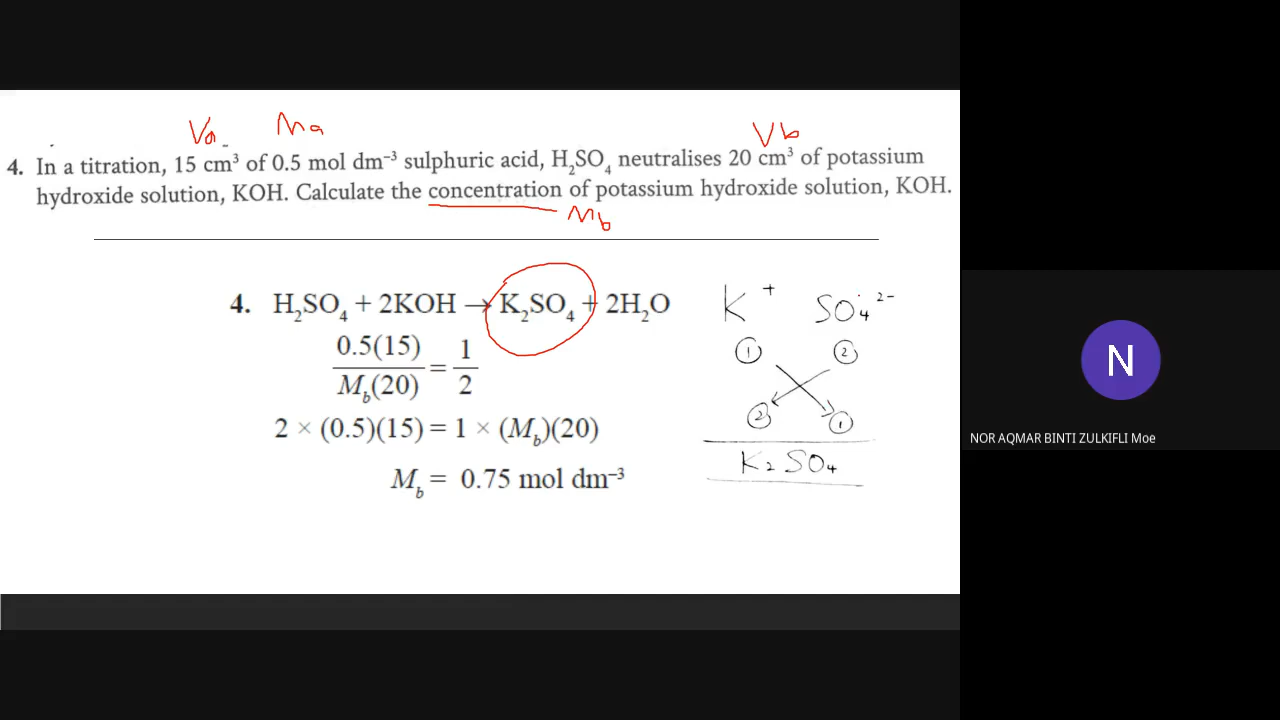 Va Ma Vb
4. In a titration, 15 cm³ of 0.5 mol dm⁻³ sulphuric acid, H₂SO₄ neutralises 20 cm³ of potassium
hydroxide solution, KOH. Calculate the concentration of potassium hydroxide solution, KOH.
Mb
4. H₂SO₄ + 2KOH → K₂SO₄ + 2H₂O
0.5(15) / M_b(20) = 1/2
2 × (0.5)(15) = 1 × (M_b)(20)
M_b = 0.75 mol dm⁻³
K⁺ SO₄²⁻
① ②
② ①
K₂SO₄
N
NOR AQMAR BINTI ZULKIFLI Moe